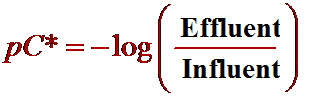 pC* = −log(Effluent/Influent)